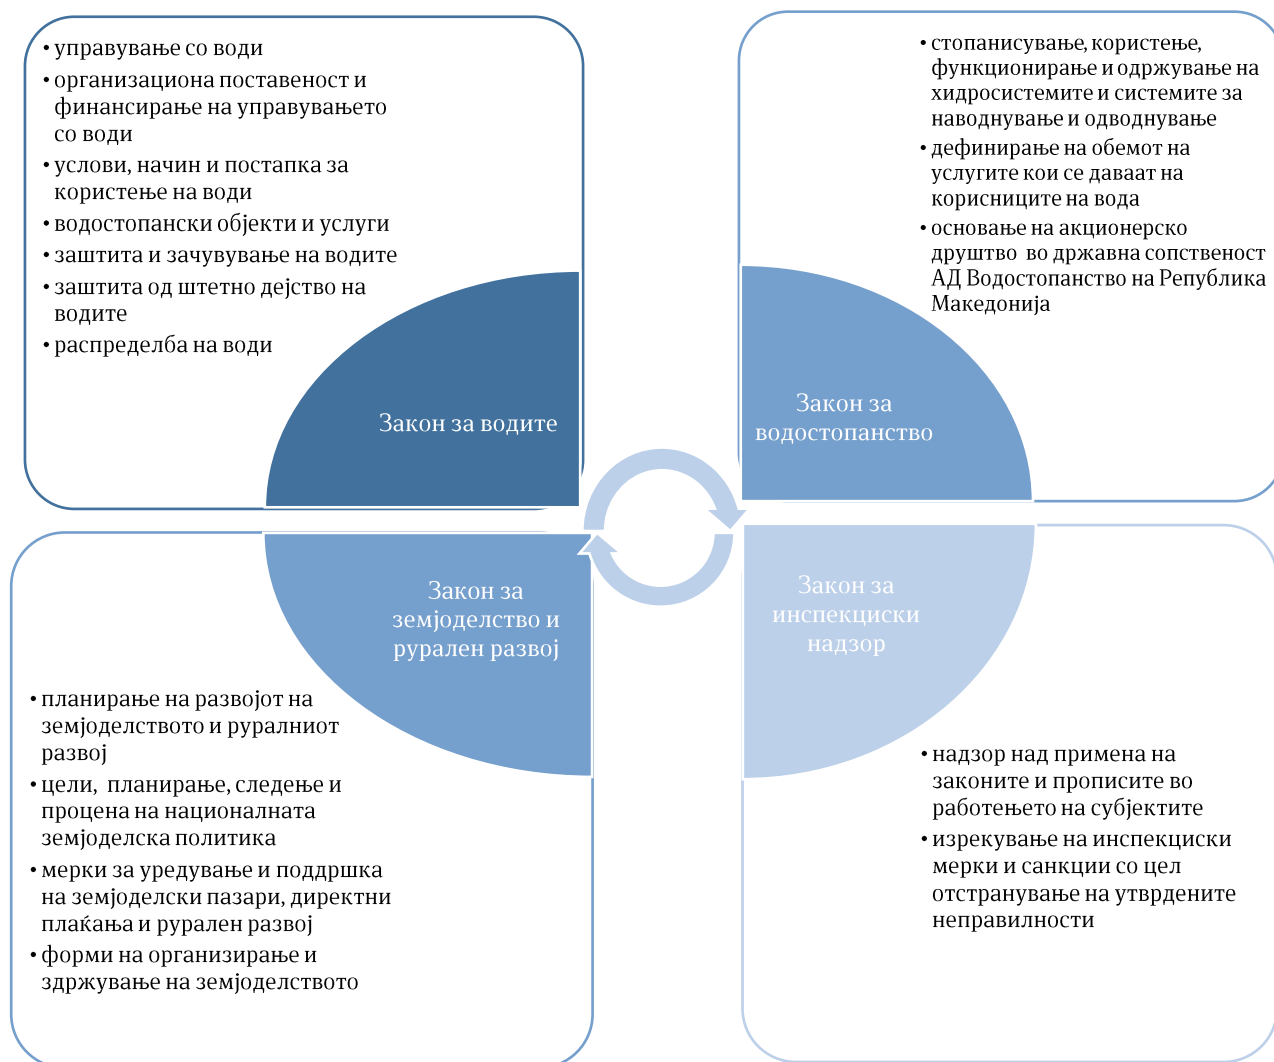 • управување со води
• организациона поставеност и
финансирање на управувањето
со води
• услови, начин и постапка за
користење на води
• водостопански објекти и услуги
• заштита и зачувување на водите
• заштита од штетно дејство на
водите
• распределба на води
Закон за водите
• стопанисување, користење,
функционирање и одржување на
хидросистемите и системите за
наводнување и одводнување
• дефинирање на обемот на
услугите кои се даваат на
корисниците на вода
• основање на акционерско
друштво во државна сопственост
АД Водостопанство на Република
Македонија
Закон за
водостопанство
Закон за
земјоделство и
рурален развој
• планирање на развојот на
земјоделството и руралниот
развој
• цели, планирање, следење и
процена на националната
земјоделска политика
• мерки за уредување и поддршка
на земјоделски пазари, директни
плаќања и рурален развој
• форми на организирање и
здржување на земјоделството
Закон за
инспекциски
надзор
• надзор над примена на
законите и прописите во
работењето на субјектите
• изрекување на инспекциски
мерки и санкции со цел
отстранување на утврдените
неправилности